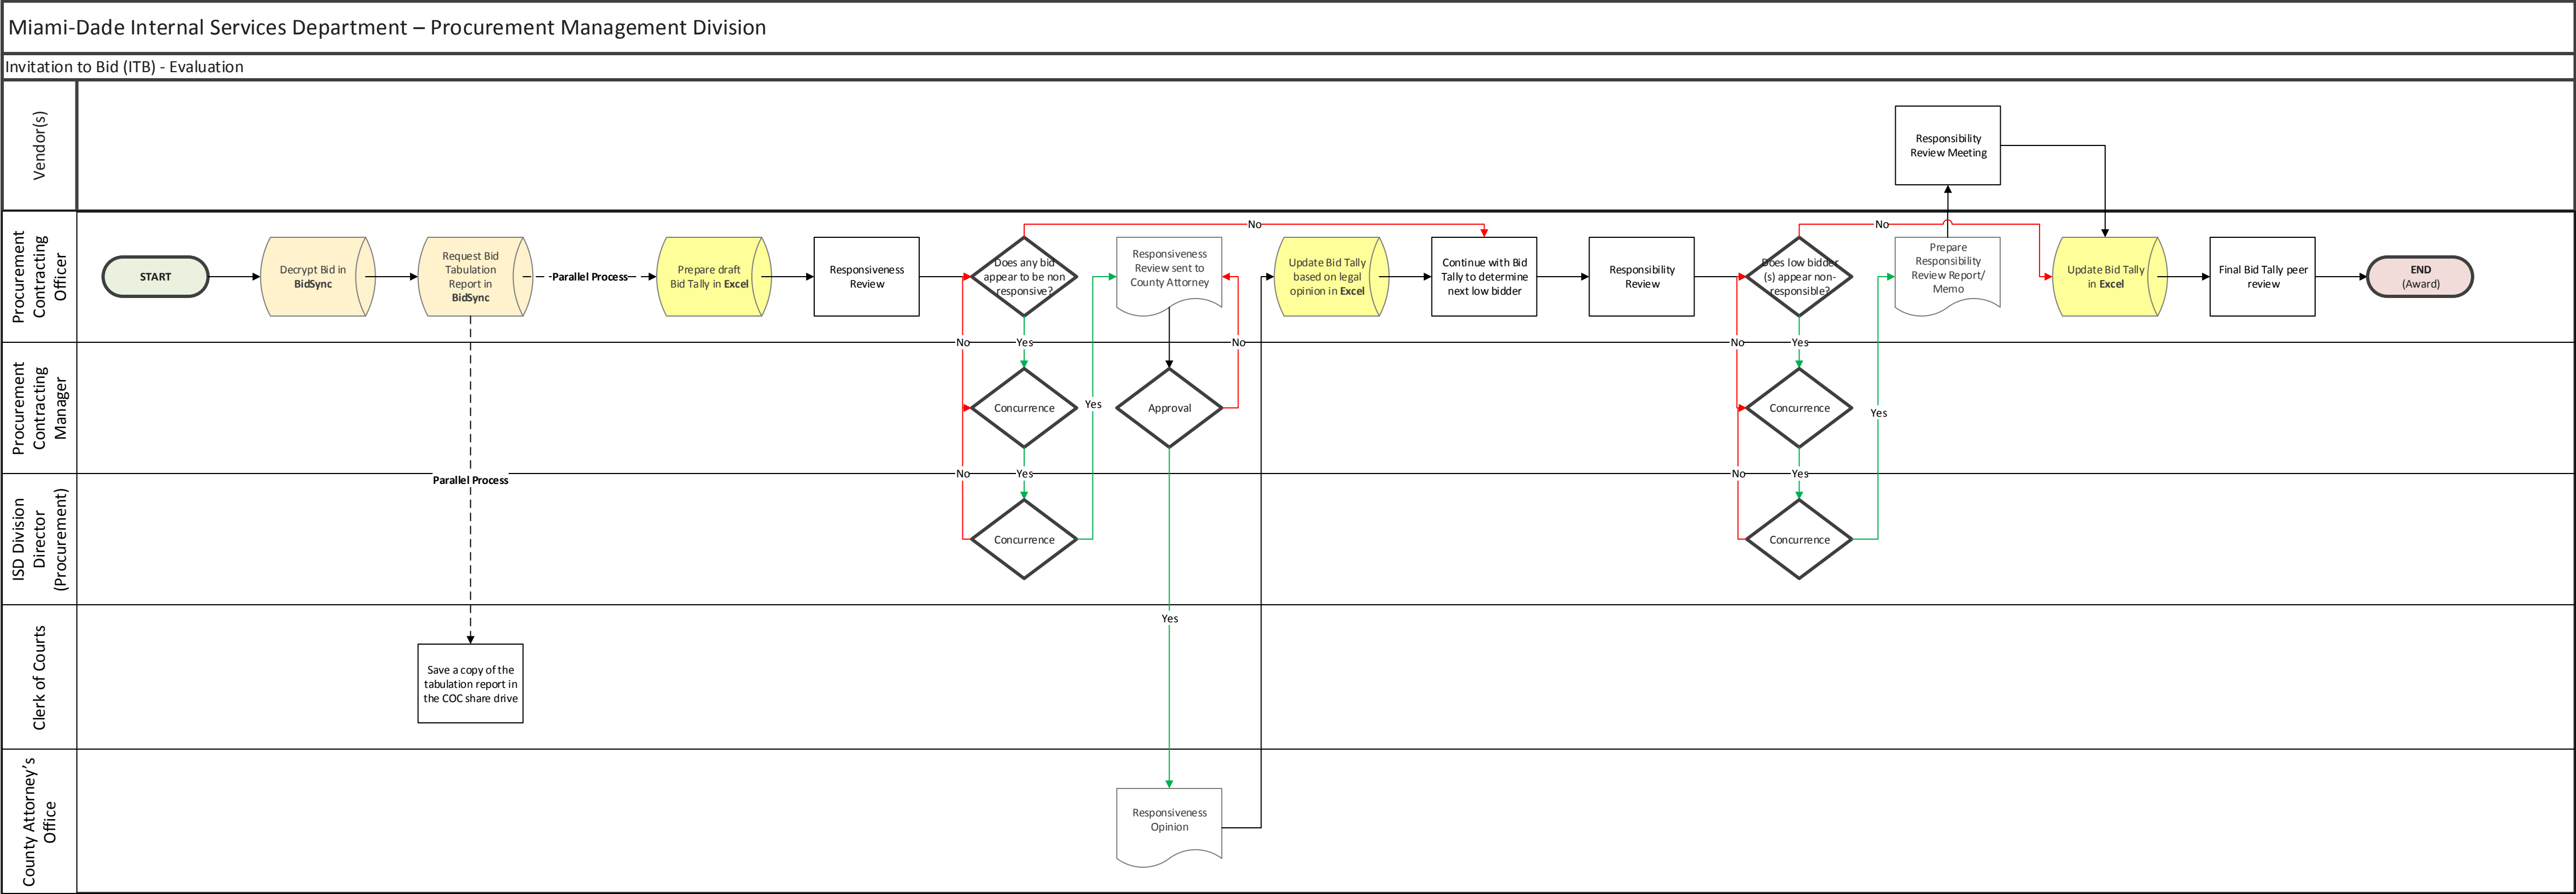 Miami-Dade Internal Services Department – Procurement Management Division
Invitation to Bid (ITB) - Evaluation
Vendor(s)
Responsibility
Review Meeting
Procurement
Contracting
Officer
START
Decrypt Bid in
BidSync
Request Bid
Tabulation
Report in
BidSync
Parallel Process
Prepare draft
Bid Tally in Excel
Responsiveness
Review
Does any bid
appear to be non
responsive?
No
Responsiveness
Review sent to
County Attorney
Update Bid Tally
based on legal
opinion in Excel
Continue with Bid
Tally to determine
next low bidder
Responsibility
Review
Does low bidder
(s) appear non-
responsible?
No
Prepare
Responsibility
Review Report/
Memo
Update Bid Tally
in Excel
Final Bid Tally peer
review
END
(Award)
No
Yes
No
No
Yes
Procurement
Contracting
Manager
Concurrence
Yes
Approval
Concurrence
Yes
No
Yes
No
Yes
Parallel Process
ISD Division
Director
(Procurement)
Concurrence
Concurrence
Yes
Clerk of Courts
Save a copy of the
tabulation report in
the COC share drive
County Attorney's
Office
Responsiveness
Opinion